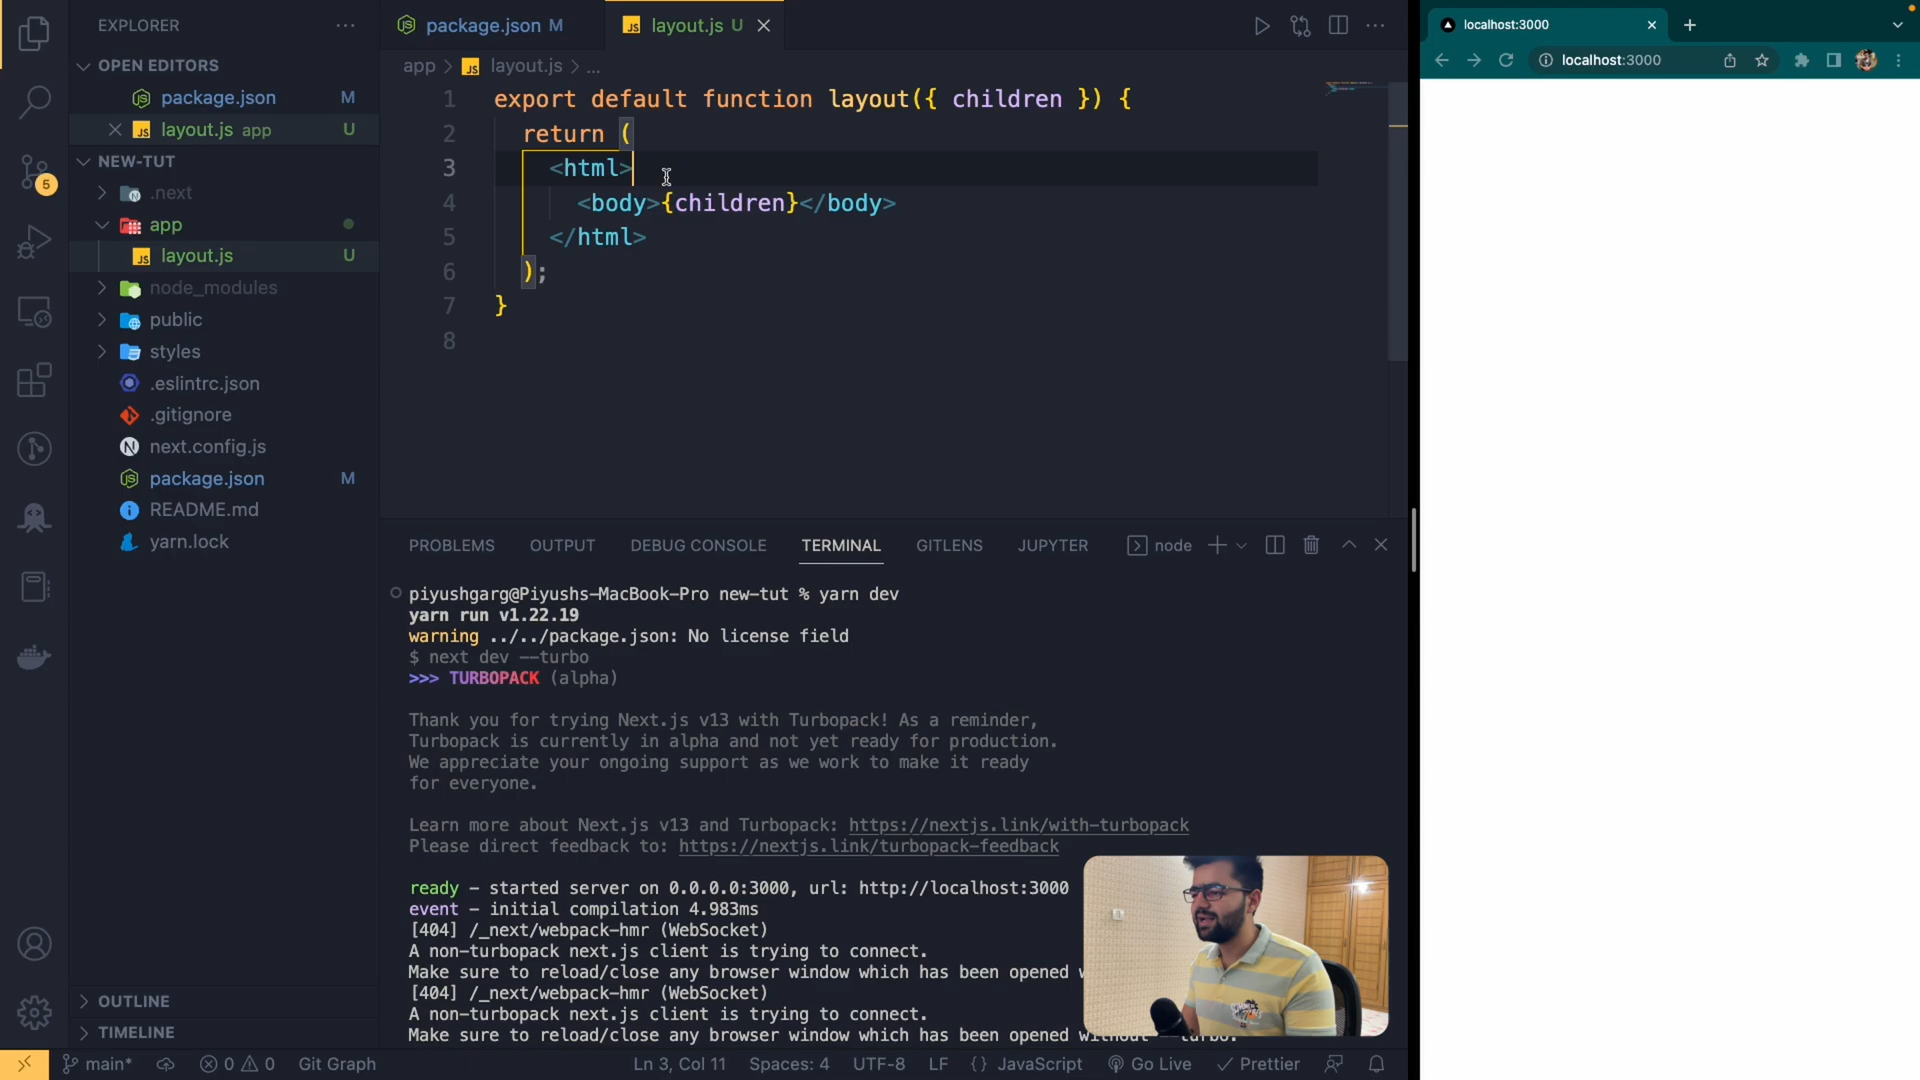 EXPLORER
OPEN EDITORS
package.json M
layout.js app U
NEW-TUT
.next
app
layout.js U
node_modules
public
styles
.eslintrc.json
.gitignore
next.config.js
package.json M
README.md
yarn.lock
OUTLINE
TIMELINE
5
package.json M
layout.js U
app > layout.js > ...
1 export default function layout({ children }) {
2 return (
3 <html>
4 <body>{children}</body>
5 </html>
6 );
7 }
8
PROBLEMS OUTPUT DEBUG CONSOLE TERMINAL GITLENS JUPYTER node
piyushgarg@Piyushs-MacBook-Pro new-tut % yarn dev
yarn run v1.22.19
warning ../../package.json: No license field
$ next dev --turbo
>>> TURBOPACK (alpha)
Thank you for trying Next.js v13 with Turbopack! As a reminder,
Turbopack is currently in alpha and not yet ready for production.
We appreciate your ongoing support as we work to make it ready
for everyone.
Learn more about Next.js v13 and Turbopack: https://nextjs.link/with-turbopack
Please direct feedback to: https://nextjs.link/turbopack-feedback
ready - started server on 0.0.0.0:3000, url: http://localhost:3000
event - initial compilation 4.983ms
[404] /_next/webpack-hmr (WebSocket)
A non-turbopack next.js client is trying to connect.
Make sure to reload/close any browser window which has been opened
[404] /_next/webpack-hmr (WebSocket)
A non-turbopack next.js client is trying to connect.
Make sure to reload/close any browser window which has been opened without --turbo.
main* 0 0 Git Graph Ln 3, Col 11 Spaces: 4 UTF-8 LF {} JavaScript Go Live Prettier
localhost:3000
localhost:3000